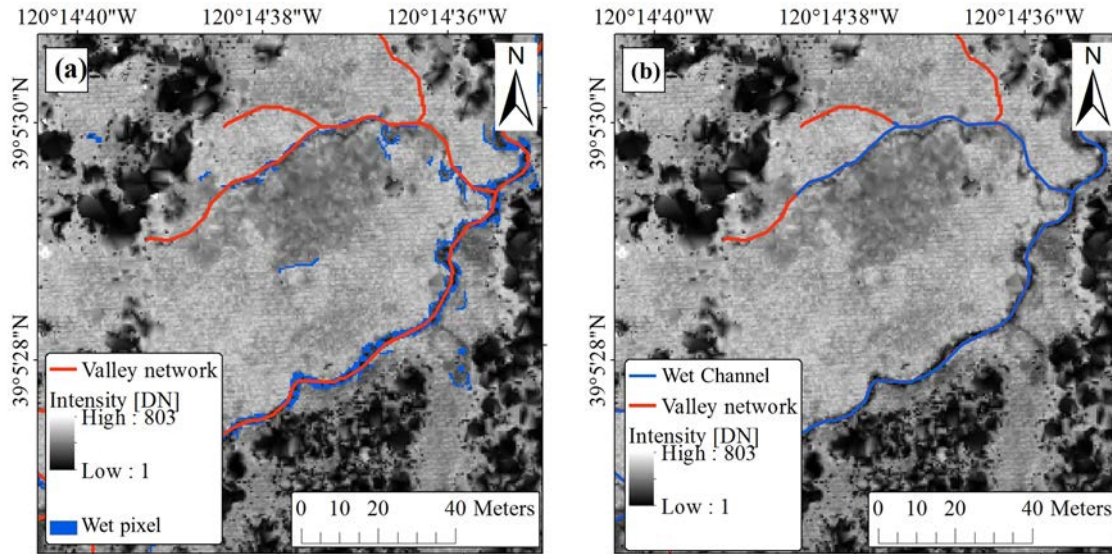 120°14'40"W 120°14'38"W 120°14'36"W
(a)
N
39°5'30"N
39°5'28"N
Valley network
Intensity [DN]
High : 803
Low : 1
Wet pixel
0 10 20 40 Meters
120°14'40"W 120°14'38"W 120°14'36"W
(b)
N
39°5'30"N
39°5'28"N
Wet Channel
Valley network
Intensity [DN]
High : 803
Low : 1
0 10 20 40 Meters